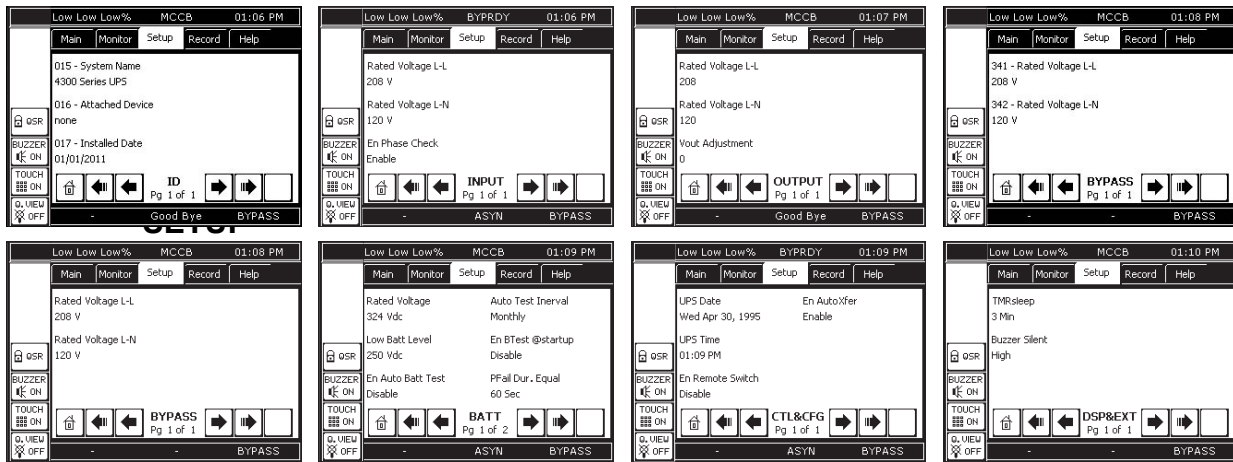 Low Low Low% MCCB 01:06 PM
Main Monitor Setup Record Help
015 - System Name
4300 Series UPS
016 - Attached Device
none
017 - Installed Date
01/01/2011
QSR
BUZZER
ON
TOUCH
ON
Q. VIEW
OFF
ID
Pg 1 of 1
- Good Bye BYPASS
Low Low Low% BYPRDY 01:06 PM
Main Monitor Setup Record Help
Rated Voltage L-L
208 V
Rated Voltage L-N
120 V
En Phase Check
Enable
QSR
BUZZER
ON
TOUCH
ON
Q. VIEW
OFF
INPUT
Pg 1 of 1
- ASYN BYPASS
Low Low Low% MCCB 01:07 PM
Main Monitor Setup Record Help
Rated Voltage L-L
208
Rated Voltage L-N
120
Vout Adjustment
0
QSR
BUZZER
ON
TOUCH
ON
Q. VIEW
OFF
OUTPUT
Pg 1 of 1
- Good Bye BYPASS
Low Low Low% MCCB 01:08 PM
Main Monitor Setup Record Help
341 - Rated Voltage L-L
208 V
342 - Rated Voltage L-N
120 V
QSR
BUZZER
ON
TOUCH
ON
Q. VIEW
OFF
BYPASS
Pg 1 of 1
- - BYPASS
SETUP
Low Low Low% MCCB 01:08 PM
Main Monitor Setup Record Help
Rated Voltage L-L
208 V
Rated Voltage L-N
120 V
QSR
BUZZER
ON
TOUCH
ON
Q. VIEW
OFF
BYPASS
Pg 1 of 1
- - BYPASS
Low Low Low% MCCB 01:09 PM
Main Monitor Setup Record Help
Rated Voltage Auto Test Inerval
324 Vdc Monthly
Low Batt Level En BTest @startup
250 Vdc Disable
En Auto Batt Test PFail Dur. Equal
Disable 60 Sec
QSR
BUZZER
ON
TOUCH
ON
Q. VIEW
OFF
BATT
Pg 1 of 2
- ASYN BYPASS
Low Low Low% BYPRDY 01:09 PM
Main Monitor Setup Record Help
UPS Date En AutoXfer
Wed Apr 30, 1995 Enable
UPS Time
01:09 PM
En Remote Switch
Disable
QSR
BUZZER
ON
TOUCH
ON
Q. VIEW
OFF
CTL&CFG
Pg 1 of 1
- ASYN BYPASS
Low Low Low% MCCB 01:10 PM
Main Monitor Setup Record Help
TMRsleep
3 Min
Buzzer Silent
High
QSR
BUZZER
ON
TOUCH
ON
Q. VIEW
OFF
DSP&EXT
Pg 1 of 1
- - BYPASS